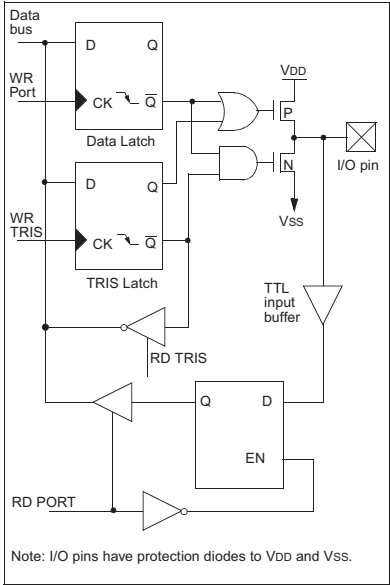 Data
bus
D
Q
VDD
WR
Port
CK
Q
P
Data Latch
D
Q
N
I/O pin
WR
TRIS
CK
Q
VSS
TRIS Latch
TTL
input
buffer
RD TRIS
Q
D
EN
RD PORT
Note: I/O pins have protection diodes to VDD and VSS.